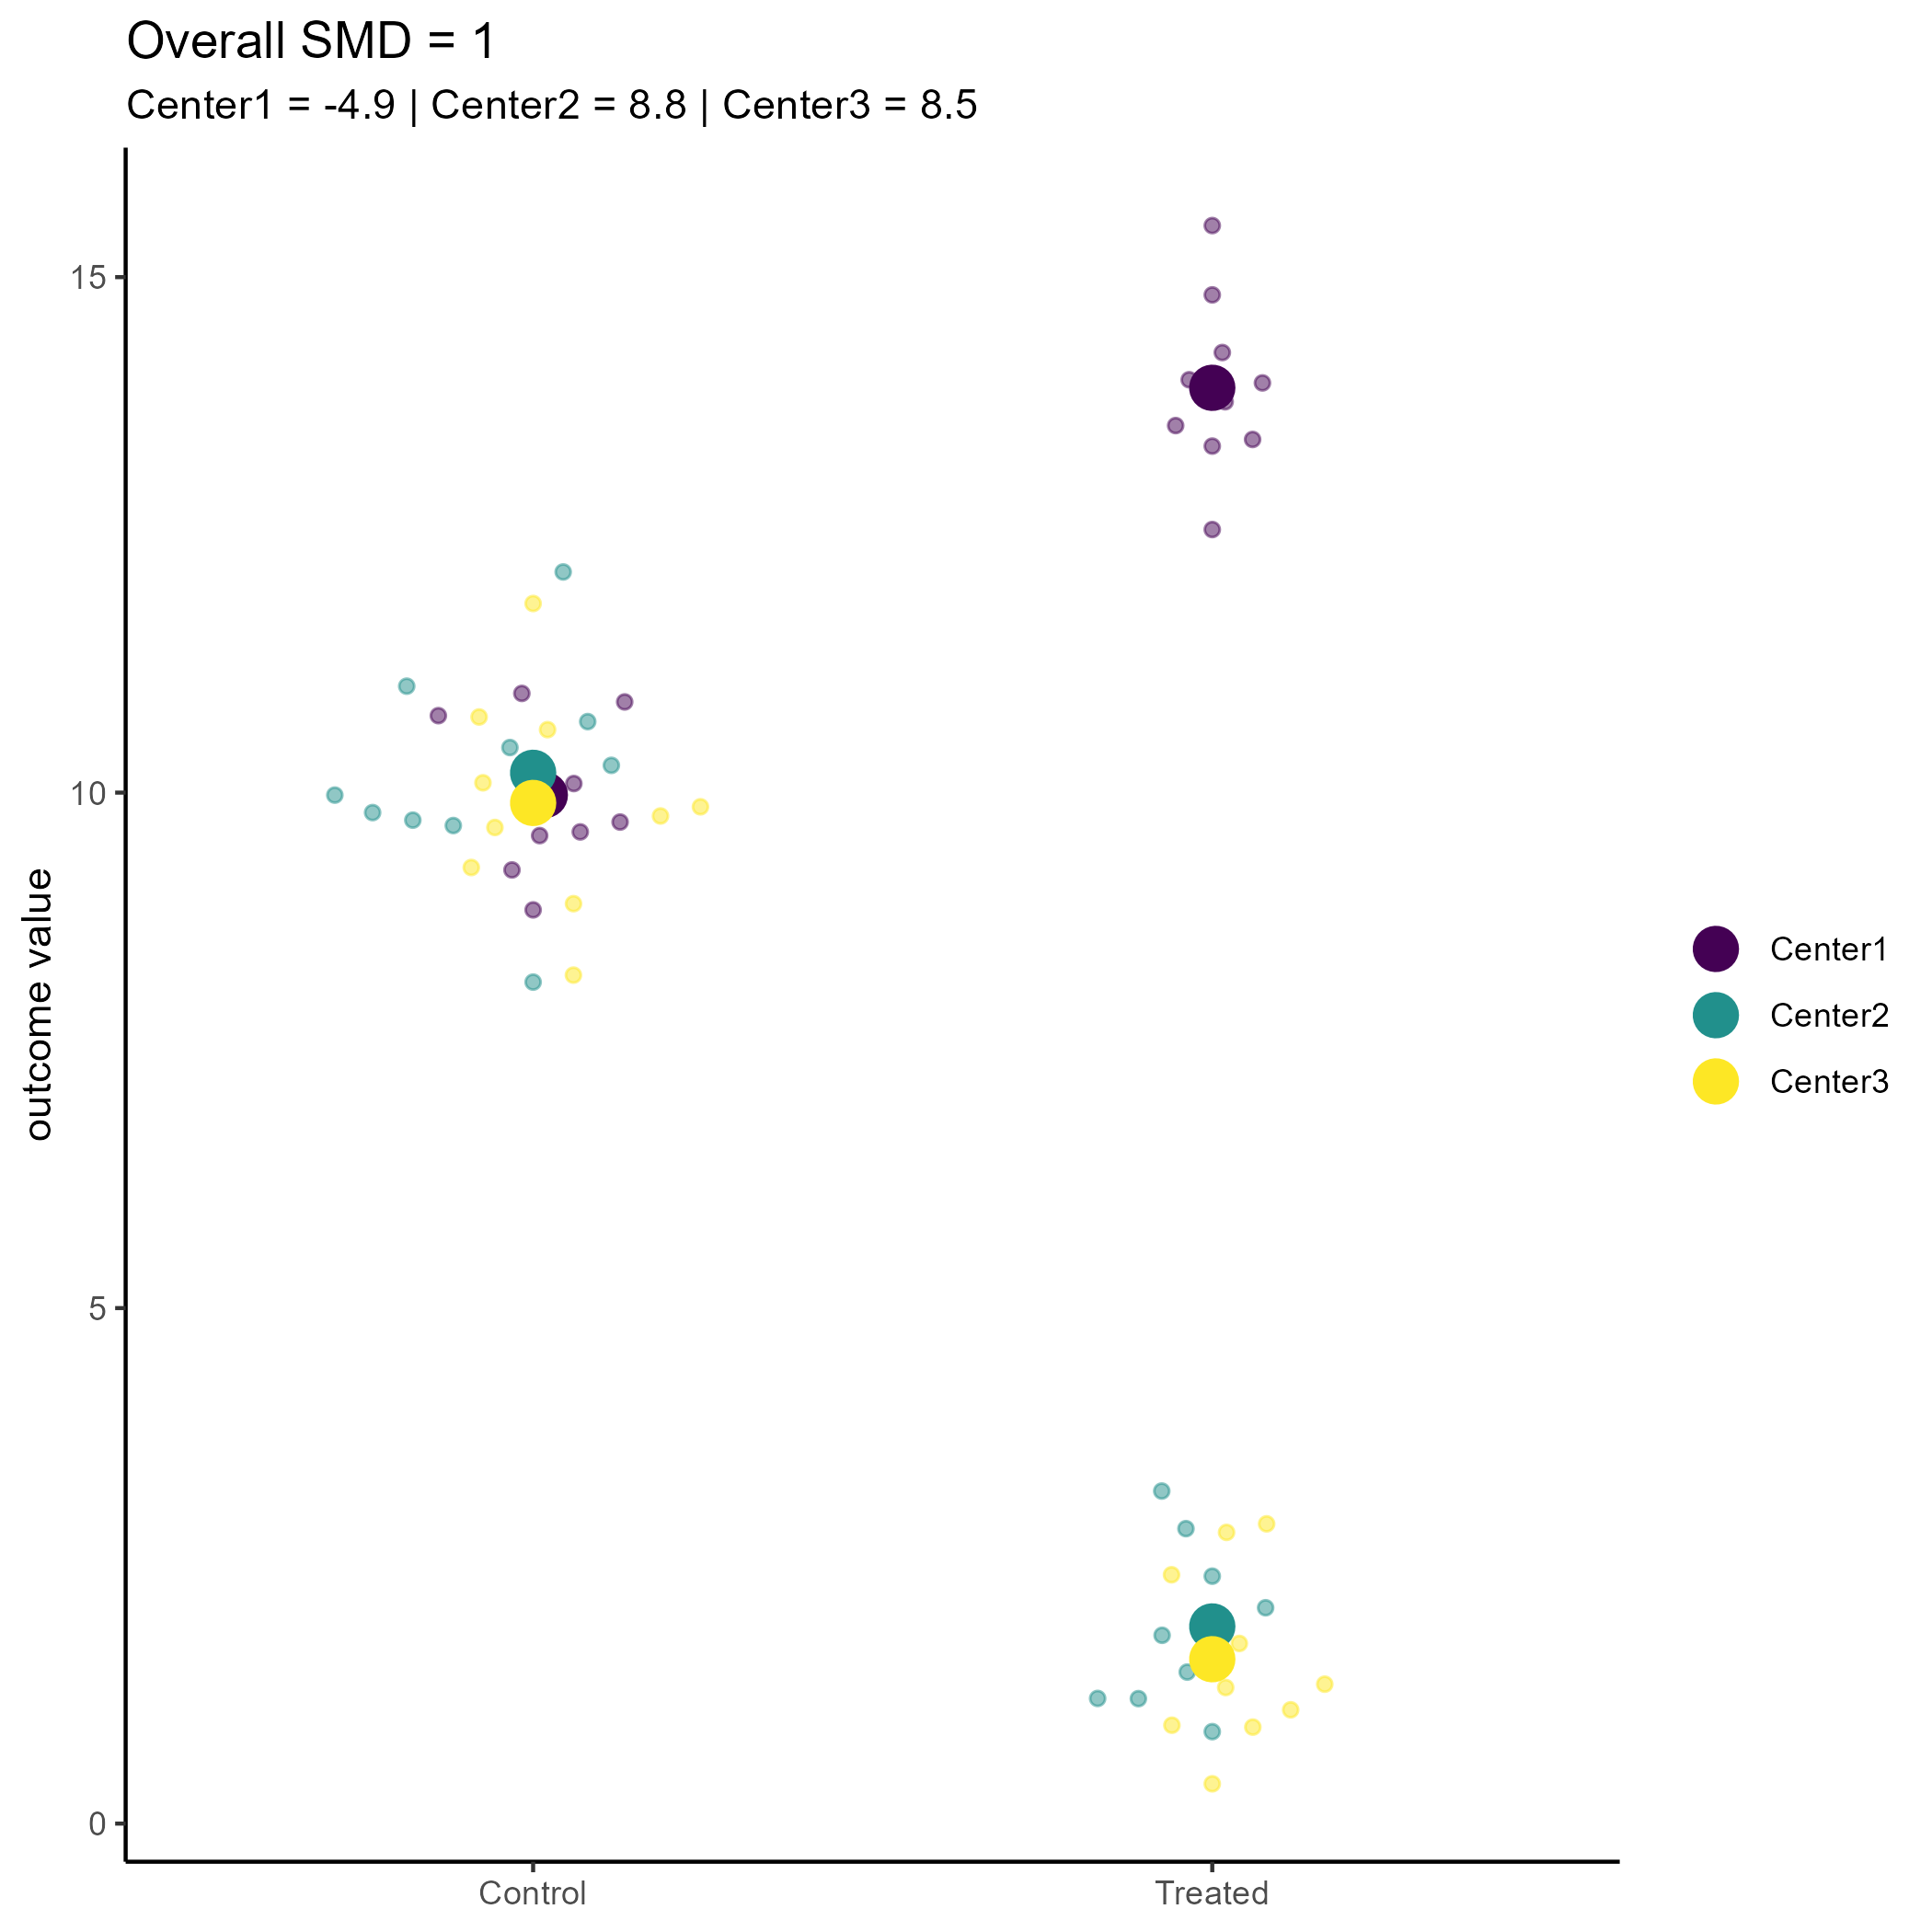 Overall SMD = 1
Center1 = -4.9 | Center2 = 8.8 | Center3 = 8.5
outcome value
15
10
5
0
Control
Treated
Center1
Center2
Center3